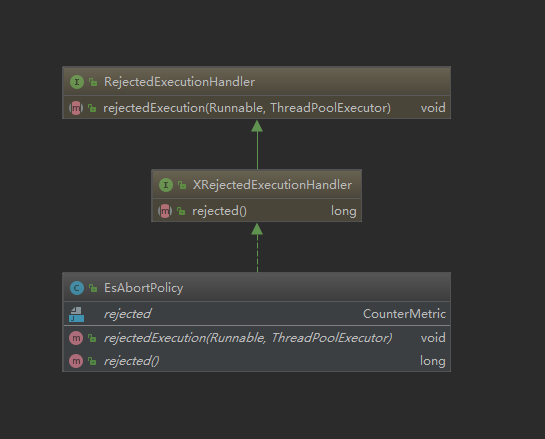 RejectedExecutionHandler
rejectedExecution(Runnable, ThreadPoolExecutor) void
XRejectedExecutionHandler
rejected() long
EsAbortPolicy
rejected CounterMetric
rejectedExecution(Runnable, ThreadPoolExecutor) void
rejected() long